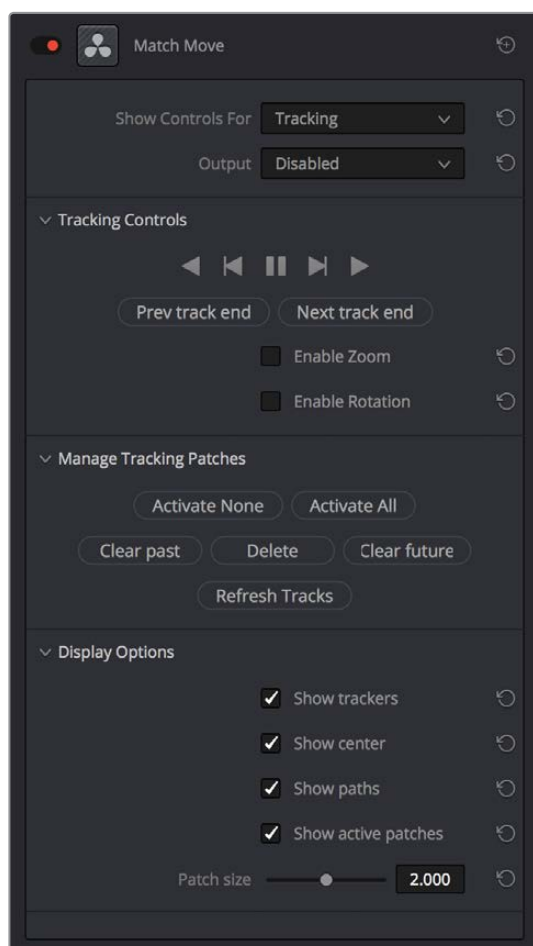 Match Move
Show Controls For Tracking
Output Disabled
Tracking Controls
Prev track end Next track end
Enable Zoom
Enable Rotation
Manage Tracking Patches
Activate None Activate All
Clear past Delete Clear future
Refresh Tracks
Display Options
Show trackers
Show center
Show paths
Show active patches
Patch size 2.000